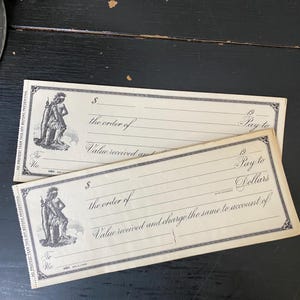 $
19
Pay to
the order of
Value received and
To
No
19
Pay to
$
Dollars
the order of
Value received and charge the same to account of
To
No